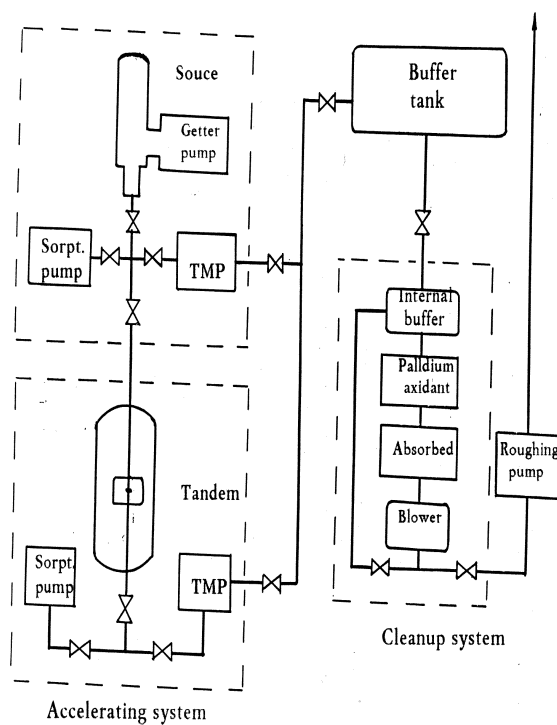 Souce
Getter
pump
Sorpt.
pump
TMP
Tandem
Sorpt.
pump
TMP
Accelerating system
Buffer
tank
Internal
buffer
Palldium
axidant
Absorbed
Blower
Roughing
pump
Cleanup system